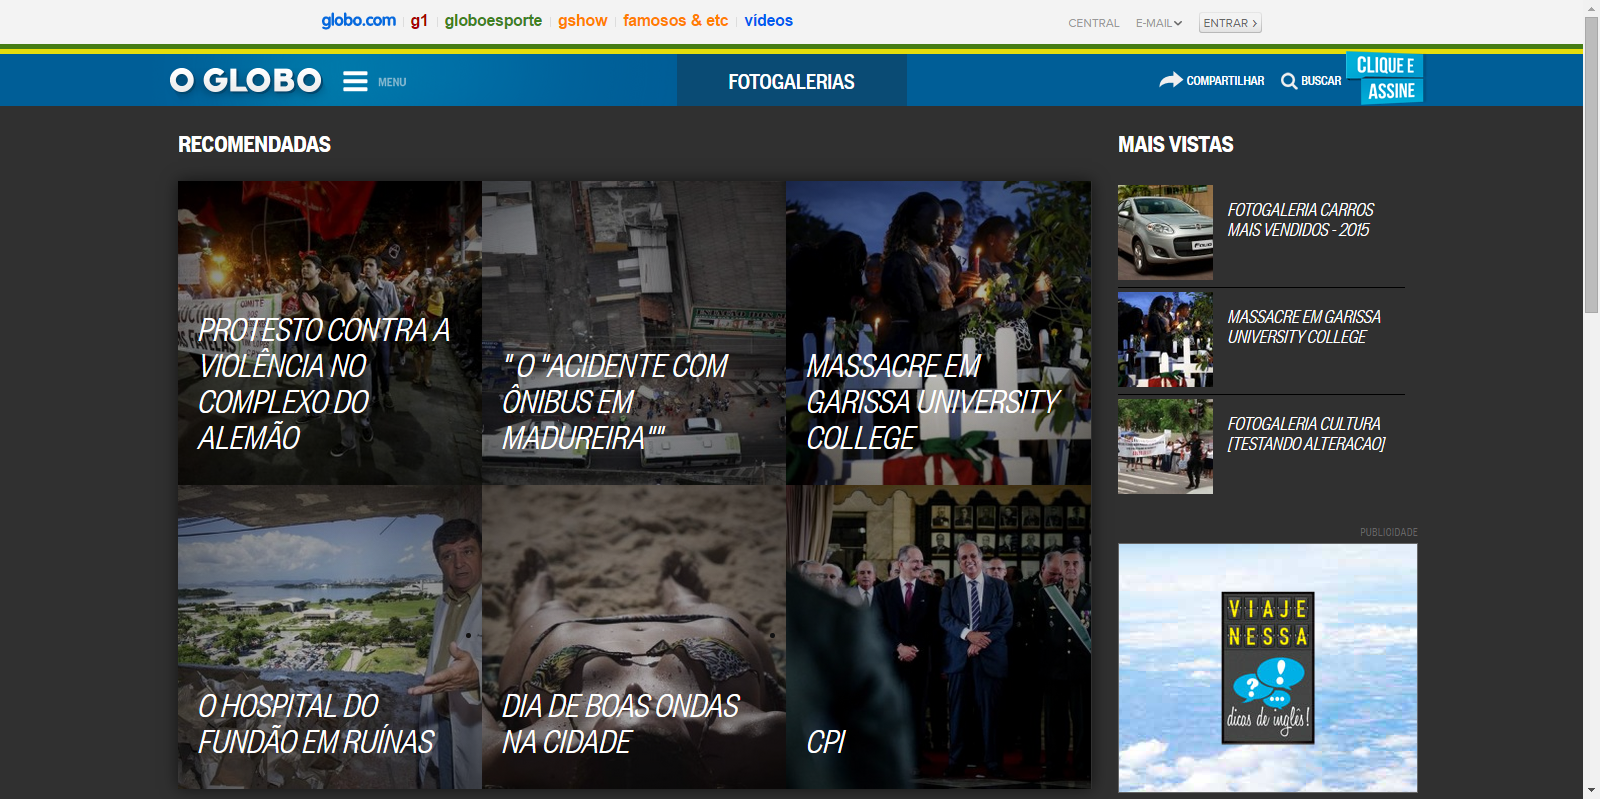 globo.com g1 globoesporte gshow famosos & etc vídeos
CENTRAL E-MAIL ENTRAR
O GLOBO MENU FOTOGALERIAS COMPARTILHAR BUSCAR
CLIQUE E
ASSINE
RECOMENDADAS
PROTESTO CONTRA A
VIOLÊNCIA NO
COMPLEXO DO
ALEMÃO
" O "ACIDENTE COM
ÔNIBUS EM
MADUREIRA""
MASSACRE EM
GARISSA UNIVERSITY
COLLEGE
O HOSPITAL DO
FUNDÃO EM RUÍNAS
DIA DE BOAS ONDAS
NA CIDADE
CPI
MAIS VISTAS
FOTOGALERIA CARROS
MAIS VENDIDOS - 2015
MASSACRE EM GARISSA
UNIVERSITY COLLEGE
FOTOGALERIA CULTURA
[TESTANDO ALTERACAO]
PUBLICIDADE
VIAJE
NESSA
dicas de inglês!